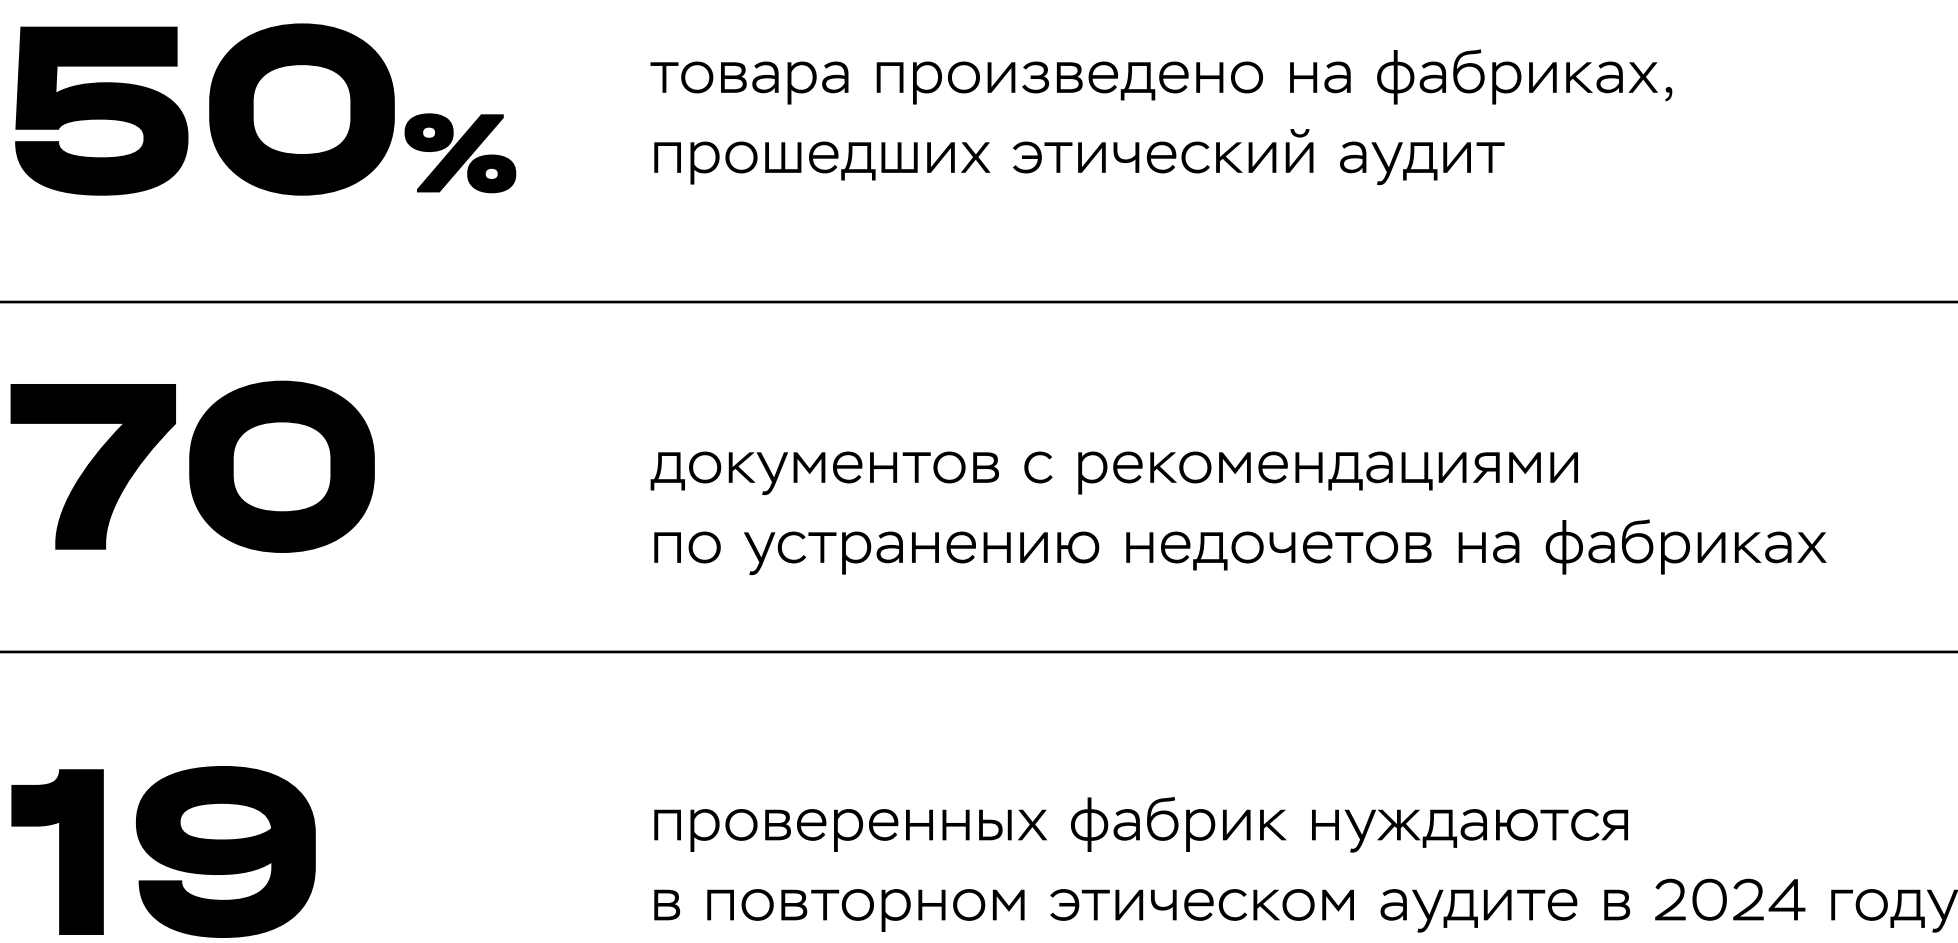 50%
товара произведено на фабриках,
прошедших этический аудит
70
документов с рекомендациями
по устранению недочетов на фабриках
19
проверенных фабрик нуждаются
в повторном этическом аудите в 2024 году